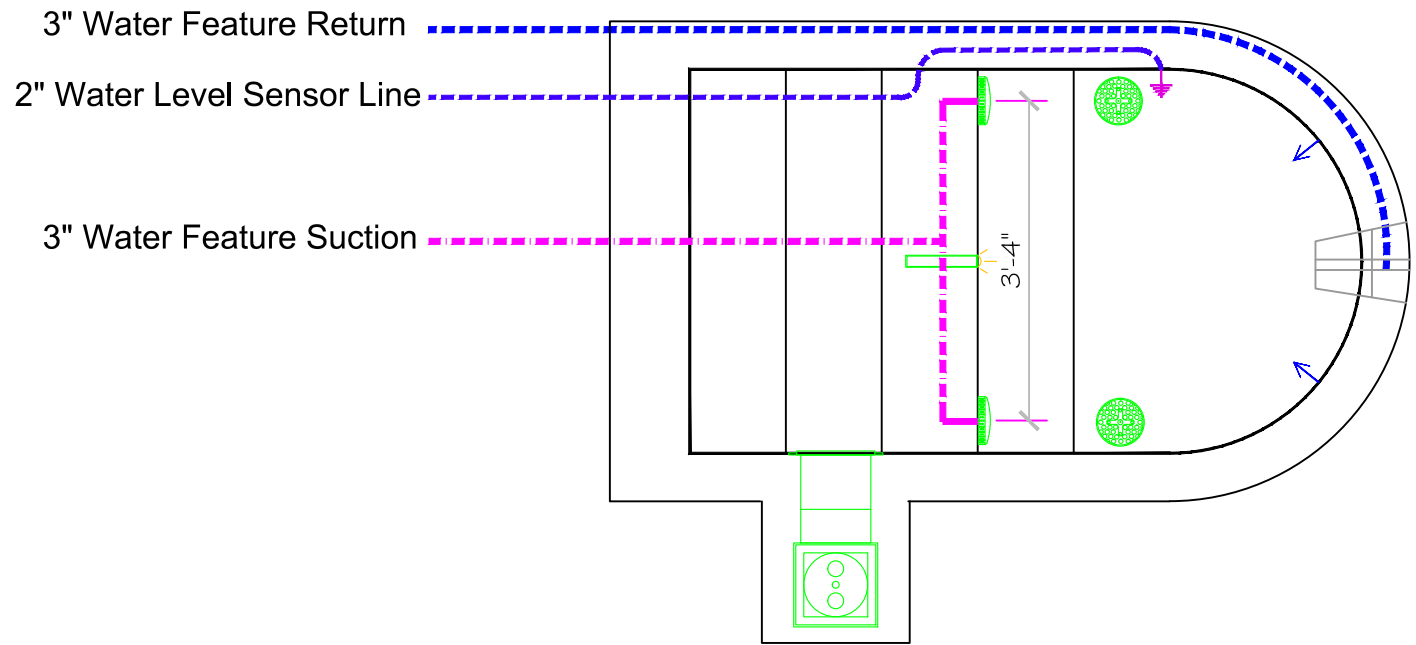 3" Water Feature Return
2" Water Level Sensor Line
3" Water Feature Suction
3'-4"